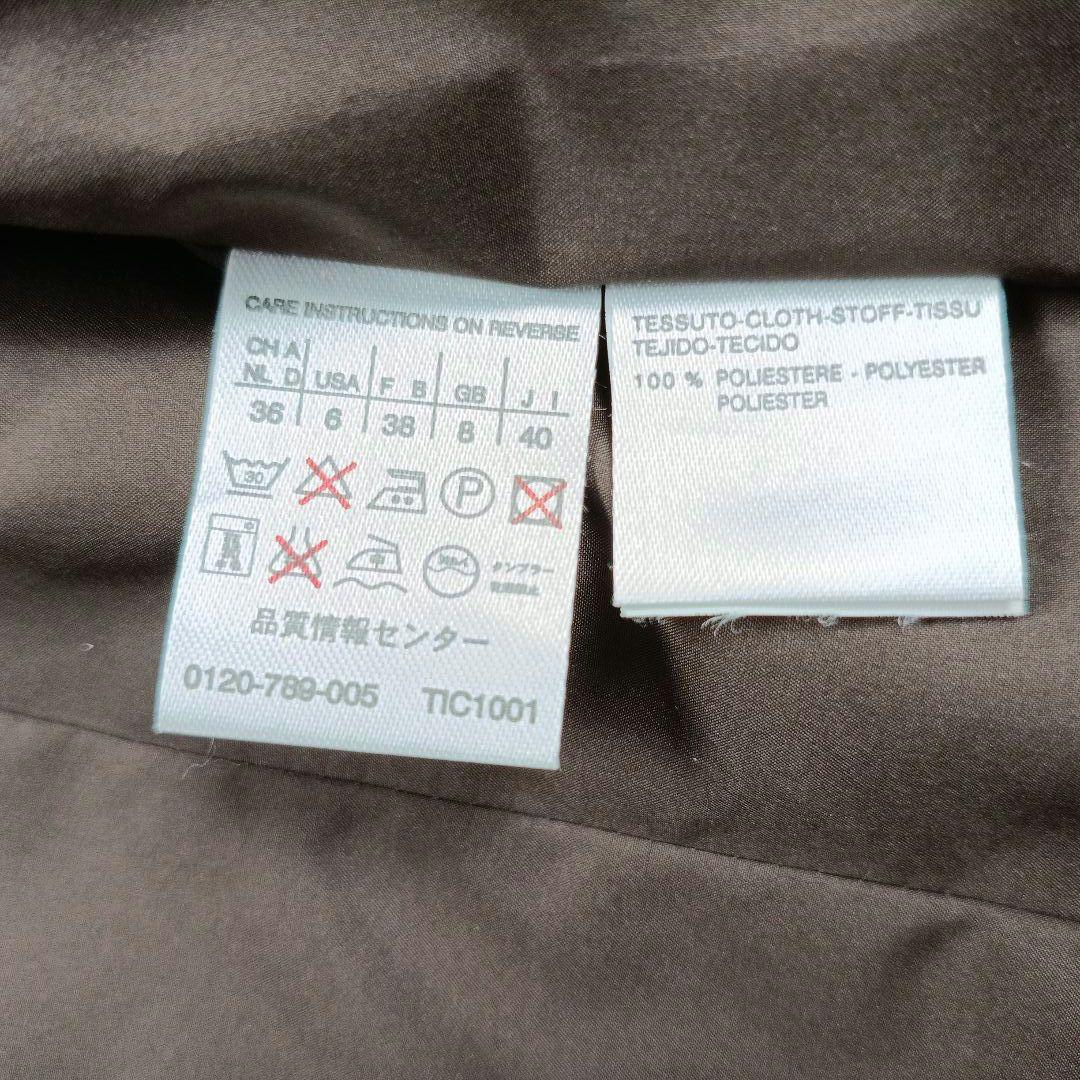 CARE INSTRUCTIONS ON REVERSE
CH A
NL D USA F B GB J I
36 6 38 8 40
30
P
品質情報センター
0120-789-005 TIC1001
TESSUTO-CLOTH-STOFF-TISSU
TEJIDO-TECIDO
100 % POLIESTERE - POLYESTER
POLIESTER